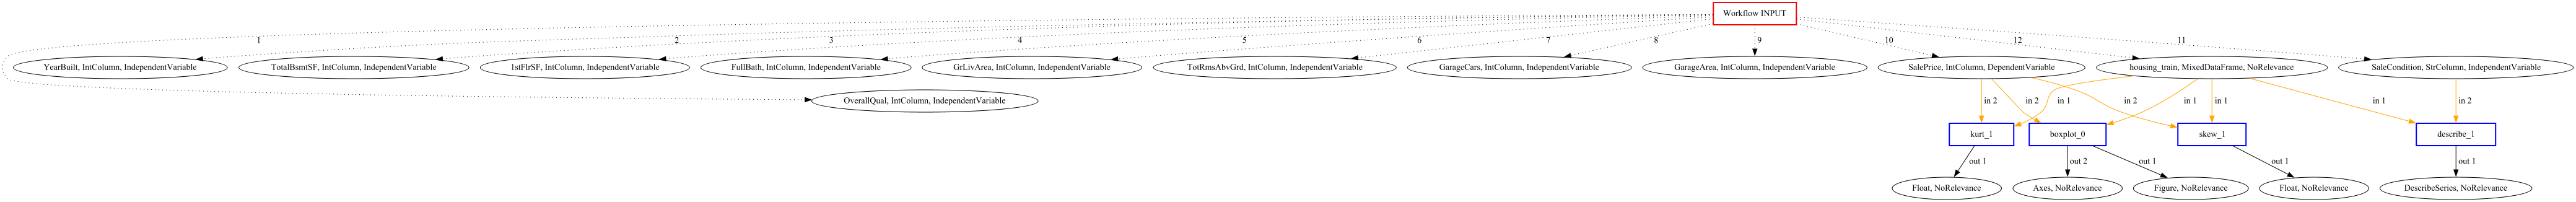 Workflow INPUT
1
2
3
4
5
6
7
8
9
10
12
11
YearBuilt, IntColumn, IndependentVariable
TotalBsmtSF, IntColumn, IndependentVariable
1stFlrSF, IntColumn, IndependentVariable
FullBath, IntColumn, IndependentVariable
GrLivArea, IntColumn, IndependentVariable
TotRmsAbvGrd, IntColumn, IndependentVariable
GarageCars, IntColumn, IndependentVariable
GarageArea, IntColumn, IndependentVariable
SalePrice, IntColumn, DependentVariable
housing_train, MixedDataFrame, NoRelevance
SaleCondition, StrColumn, IndependentVariable
OverallQual, IntColumn, IndependentVariable
in 2
in 2
in 1
in 2
in 1
in 1
in 1
in 2
kurt_1
boxplot_0
skew_1
describe_1
out 1
out 2
out 1
out 1
out 1
Float, NoRelevance
Axes, NoRelevance
Figure, NoRelevance
Float, NoRelevance
DescribeSeries, NoRelevance